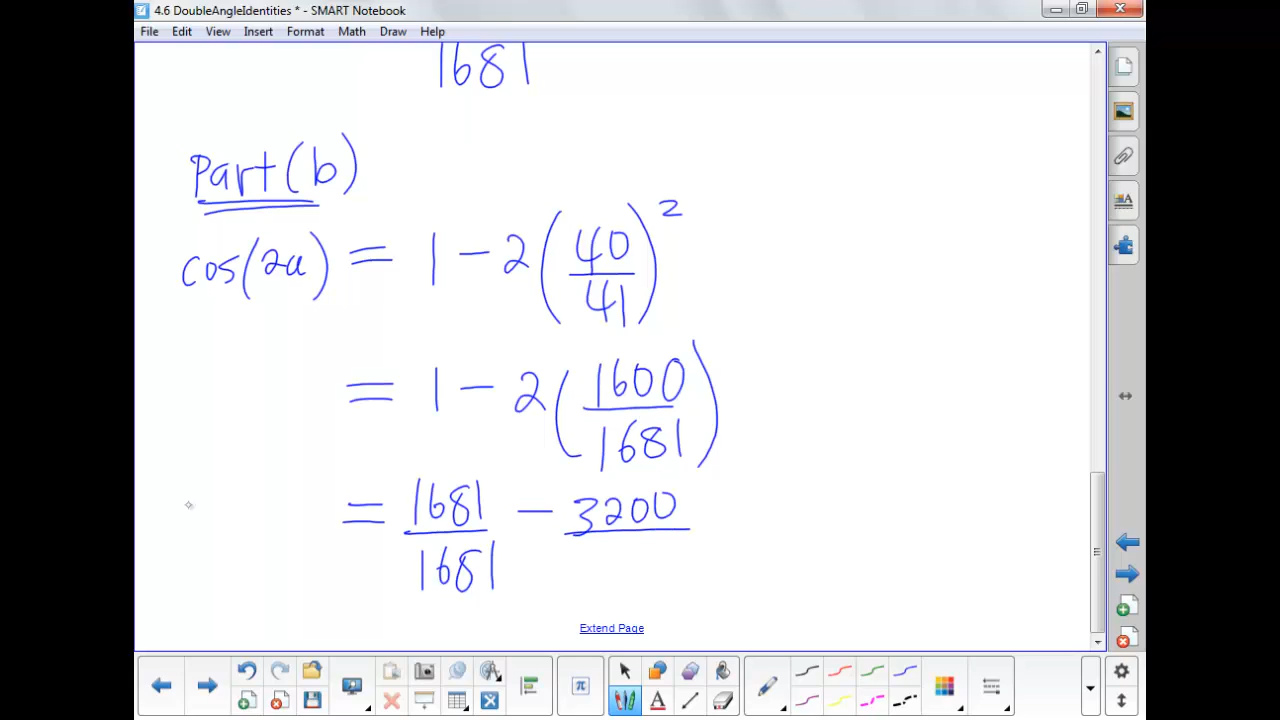 4.6 DoubleAngleIdentities * - SMART Notebook
File Edit View Insert Format Math Draw Help
1681
Part (b)
cos(2a) = 1 - 2 (40/41)²
= 1 - 2 (1600/1681)
= 1681/1681 - 3200
Extend Page